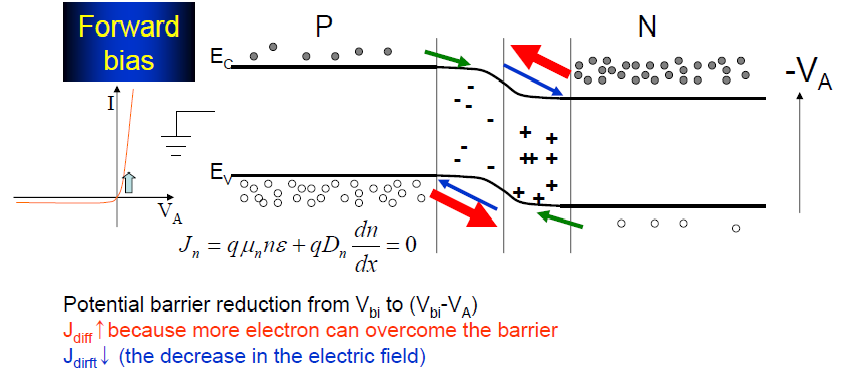 Forward
bias
P
N
E_C
-V_A
I
V_A
E_V
- - - - - - -
+ + ++ + + + +
J_n = qμ_n nε + qD_n dn/dx = 0
Potential barrier reduction from V_bi to (V_bi-V_A)
J_diff ↑ because more electron can overcome the barrier
J_dirft ↓ (the decrease in the electric field)